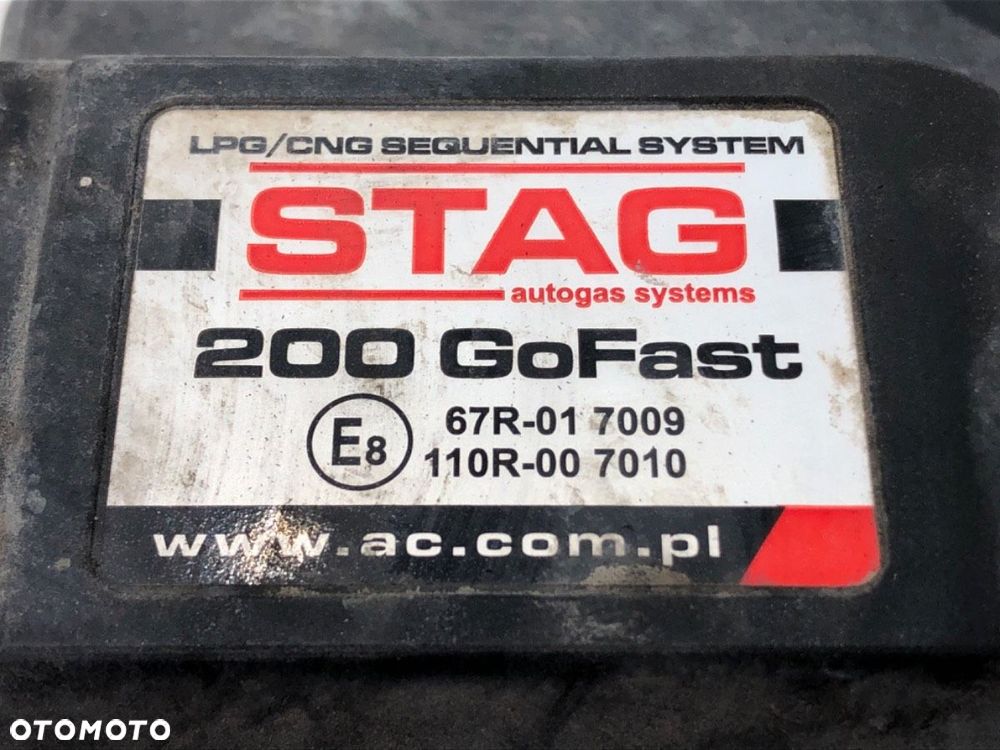 LPG/CNG SEQUENTIAL SYSTEM
STAG
autogas systems
200 GoFast
E8
67R-01 7009
110R-00 7010
www.ac.com.pl
OTOMOTO